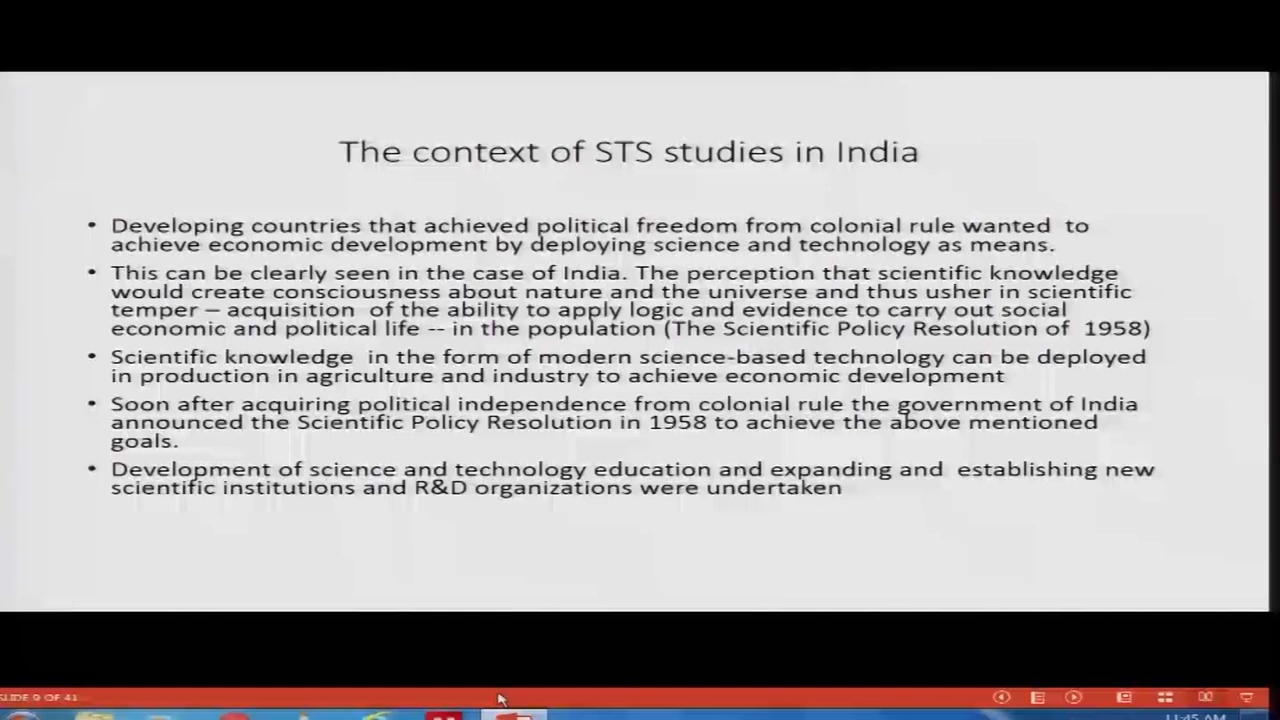 The context of STS studies in India
• Developing countries that achieved political freedom from colonial rule wanted to
achieve economic development by deploying science and technology as means.
• This can be clearly seen in the case of India. The perception that scientific knowledge
would create consciousness about nature and the universe and thus usher in scientific
temper – acquisition of the ability to apply logic and evidence to carry out social
economic and political life -- in the population (The Scientific Policy Resolution of 1958)
• Scientific knowledge in the form of modern science-based technology can be deployed
in production in agriculture and industry to achieve economic development
• Soon after acquiring political independence from colonial rule the government of India
announced the Scientific Policy Resolution in 1958 to achieve the above mentioned
goals.
• Development of science and technology education and expanding and establishing new
scientific institutions and R&D organizations were undertaken
SLIDE 9 OF 41
11:45 AM